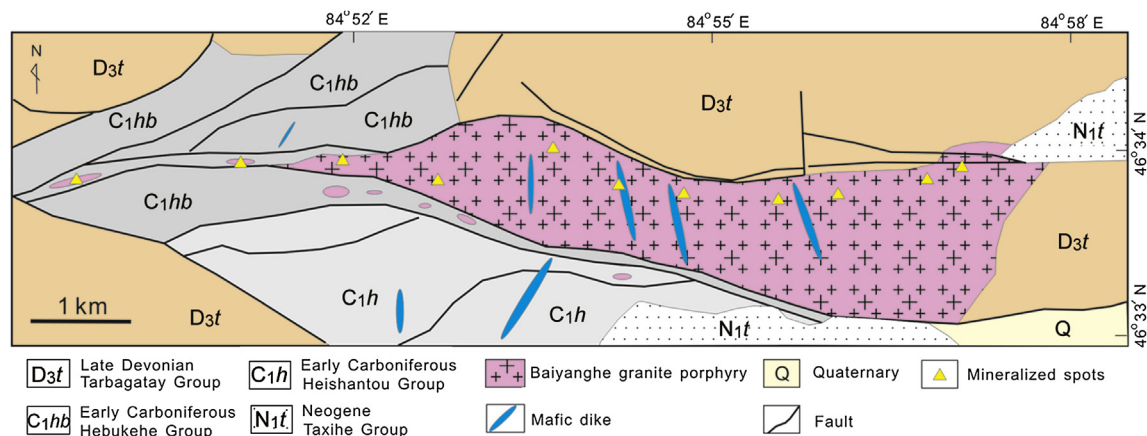 84°52′ E
84°55′ E
84°58′ E
N
D3t
C1hb
C1hb
C1hb
D3t
N1t
46°34′ N
C1hb
D3t
1 km
D3t
C1h
C1h
N1t
Q
46°33′ N
D3t
Late Devonian
Tarbagatay Group
C1h
Early Carboniferous
Heishantou Group
Baiyanghe granite porphyry
Q
Quaternary
Mineralized spots
C1hb
Early Carboniferous
Hebukehe Group
N1t
Neogene
Taxihe Group
Mafic dike
Fault